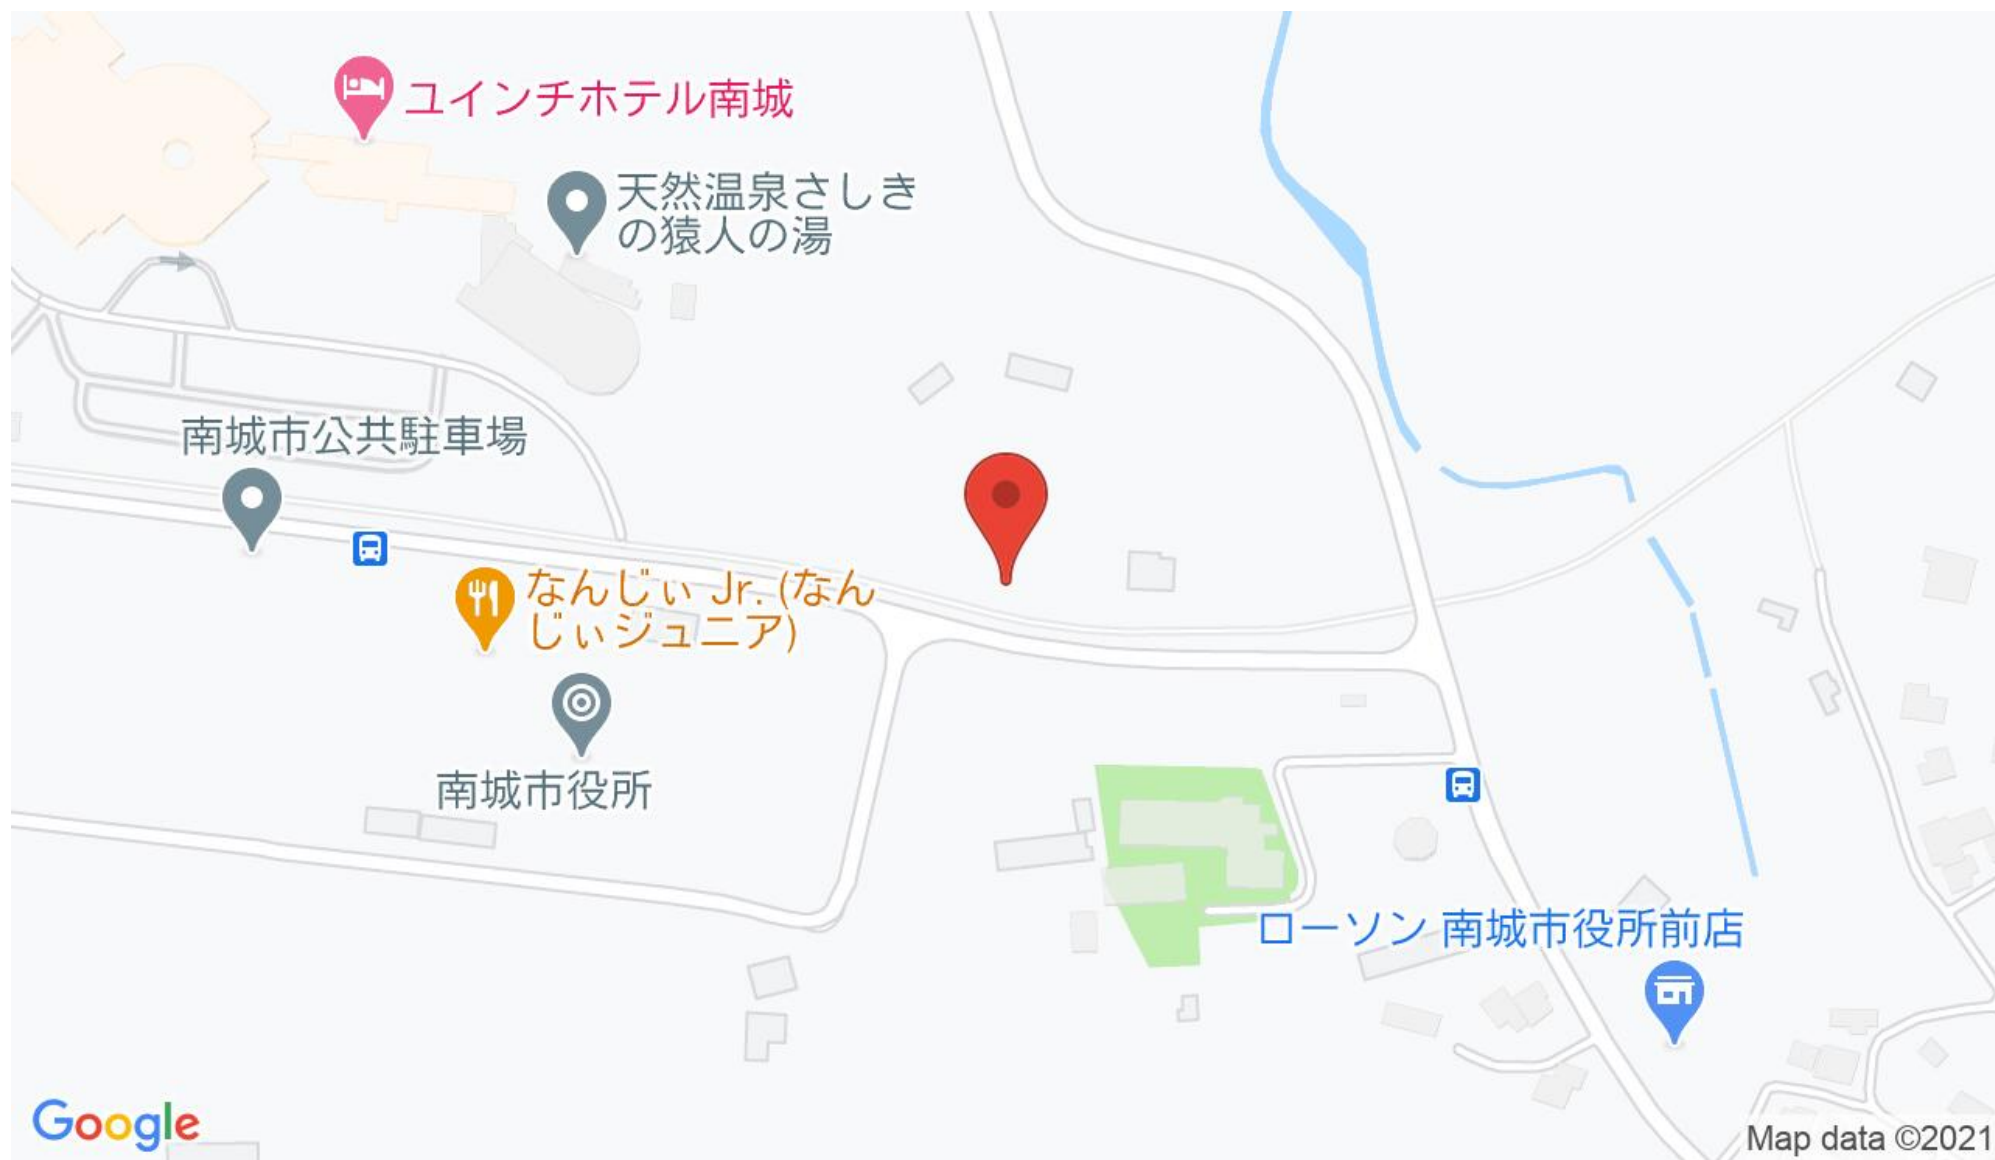 ユインチホテル南城
天然温泉さしき
の猿人の湯
南城市公共駐車場
なんじぃ Jr. (なん
じぃジュニア)
南城市役所
ローソン 南城市役所前店
Google
Map data ©2021